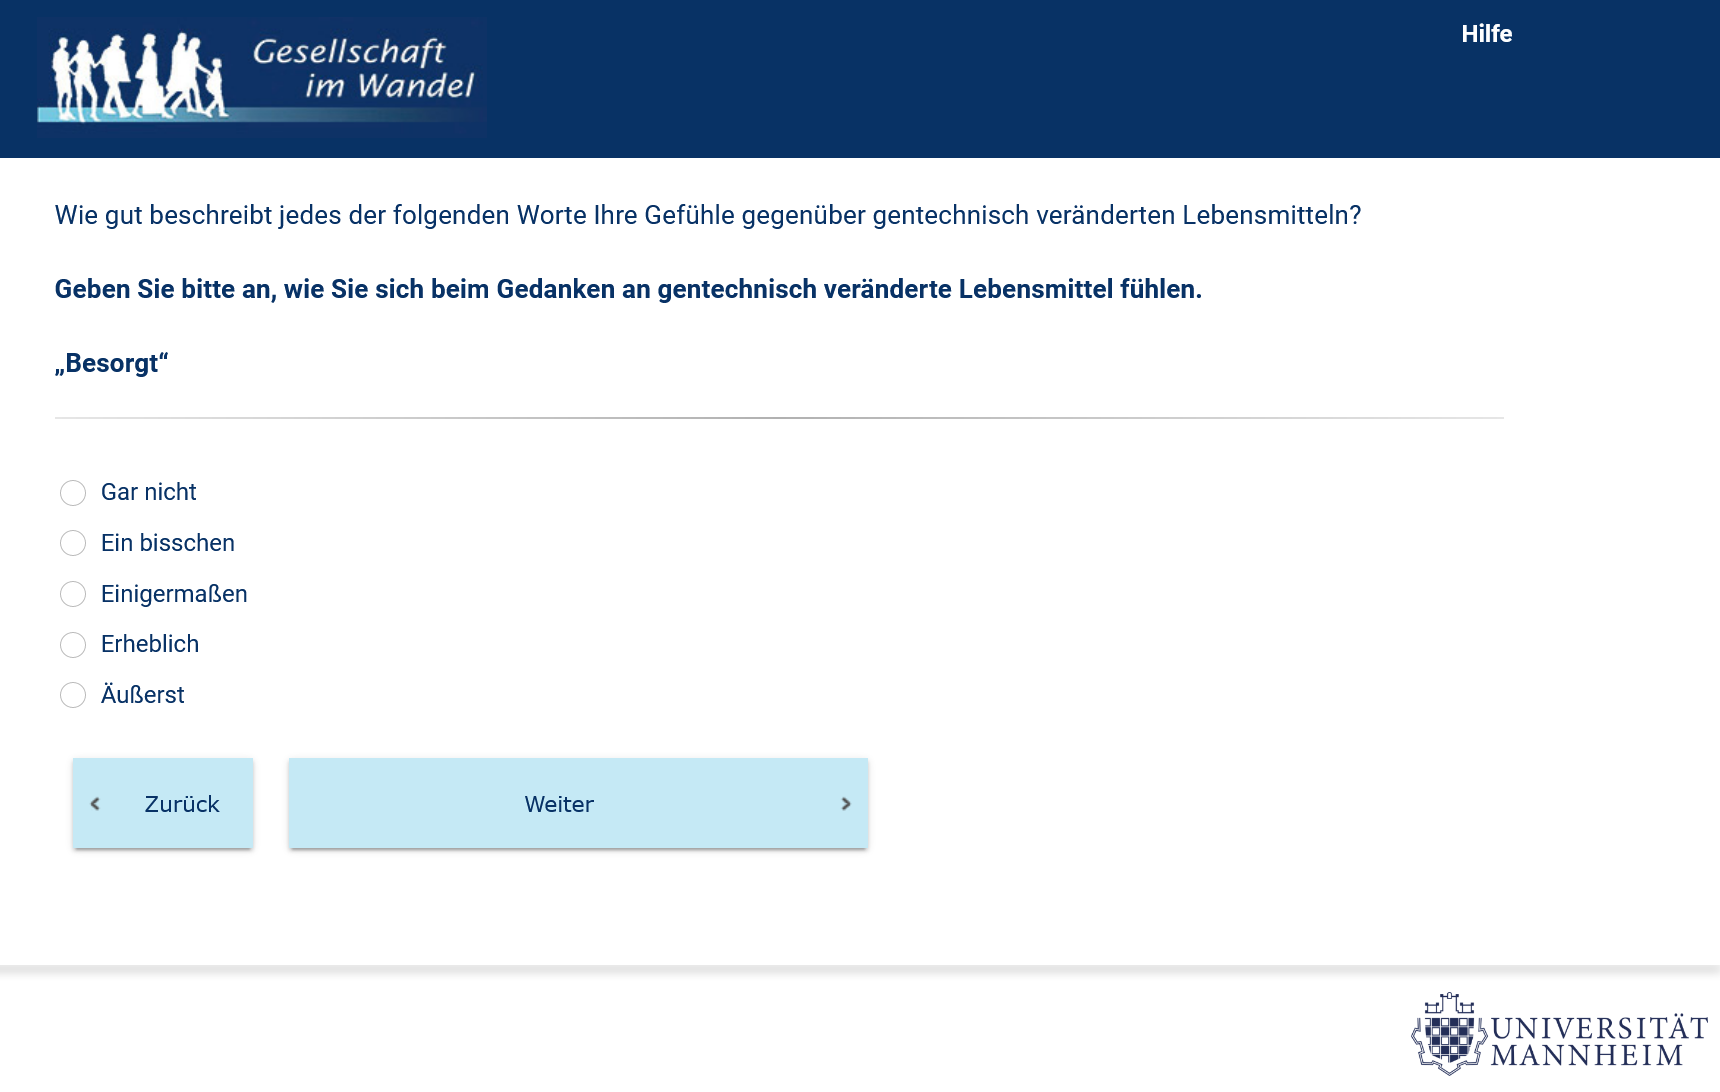 Gesellschaft
im Wandel
Hilfe
Wie gut beschreibt jedes der folgenden Worte Ihre Gefühle gegenüber gentechnisch veränderten Lebensmitteln?
Geben Sie bitte an, wie Sie sich beim Gedanken an gentechnisch veränderte Lebensmittel fühlen.
„Besorgt“
Gar nicht
Ein bisschen
Einigermaßen
Erheblich
Äußerst
Zurück
Weiter
UNIVERSITÄT
MANNHEIM